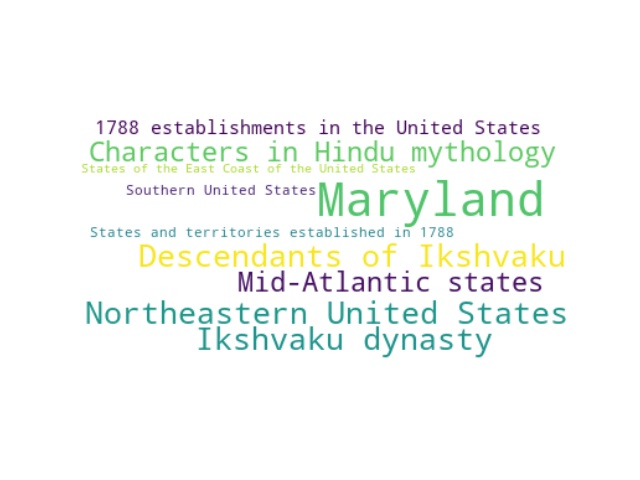 1788 establishments in the United States
Characters in Hindu mythology
States of the East Coast of the United States
Southern United States
Maryland
States and territories established in 1788
Descendants of Ikshvaku
Mid-Atlantic states
Northeastern United States
Ikshvaku dynasty